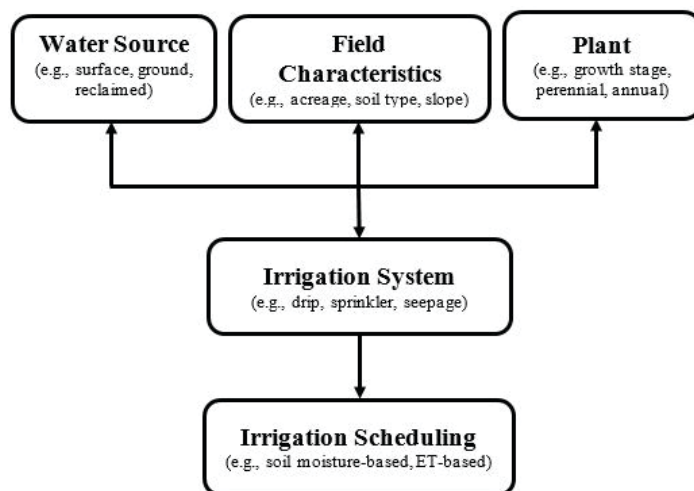 Water Source
(e.g., surface, ground,
reclaimed)
Field
Characteristics
(e.g., acreage, soil type, slope)
Plant
(e.g., growth stage,
perennial, annual)
Irrigation System
(e.g., drip, sprinkler, seepage)
Irrigation Scheduling
(e.g., soil moisture-based, ET-based)